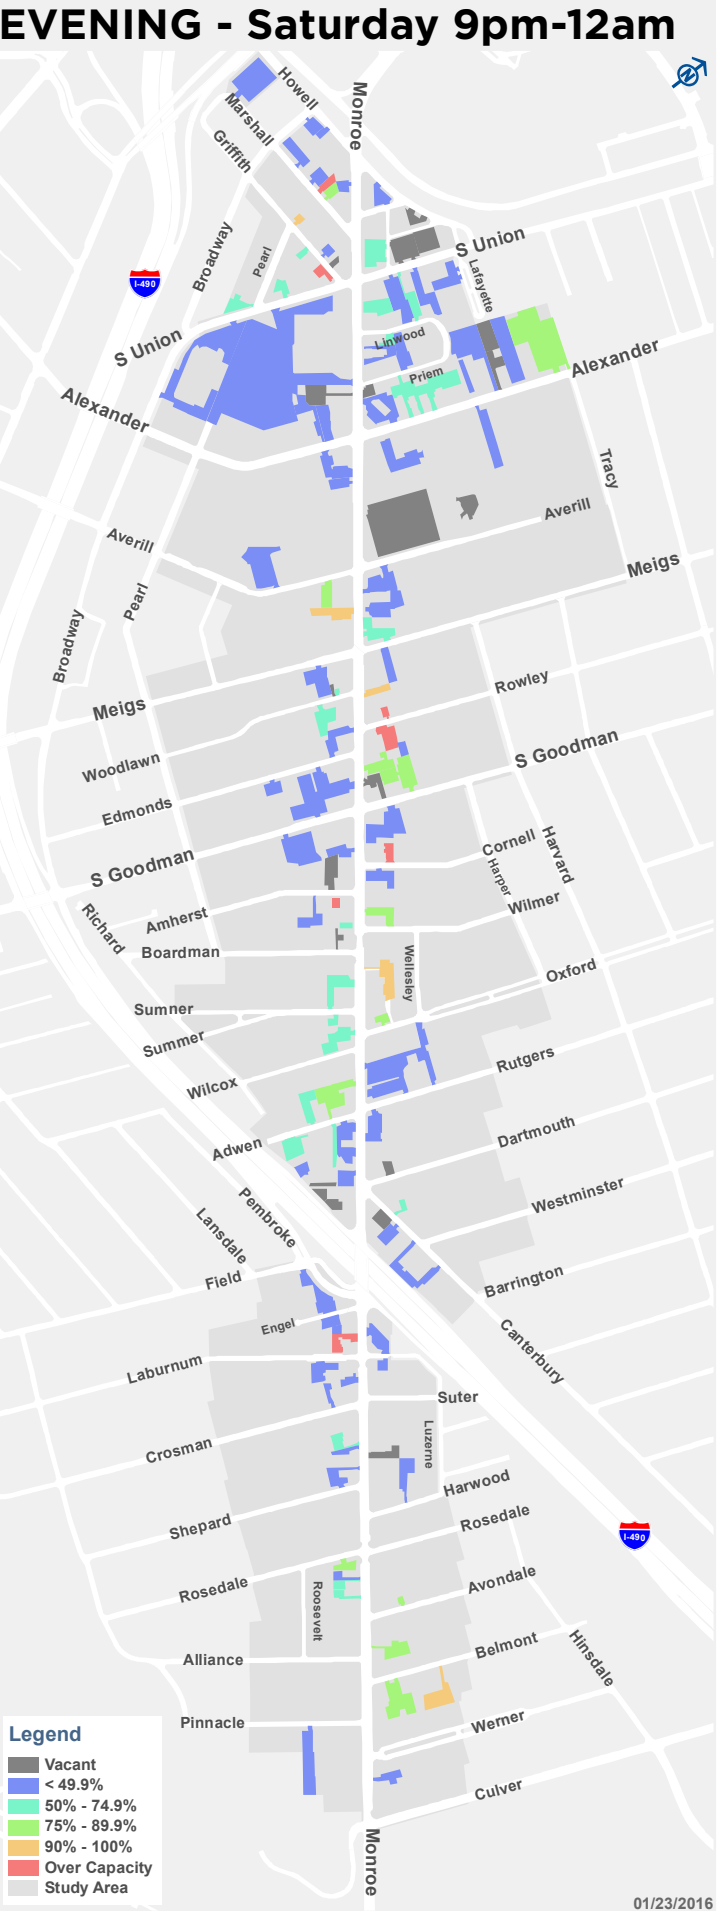 EVENING - Saturday 9pm-12am
Howell
Monroe
N
Marshall
Griffith
Broadway
Pearl
S Union
Lafayette
I-490
S Union
Linwood
Priem
Alexander
Alexander
Tracy
Averill
Averill
Meigs
Pearl
Broadway
Rowley
Meigs
S Goodman
Woodlawn
Edmonds
Cornell
Harvard
S Goodman
Harper
Wilmer
Richard
Amherst
Boardman
Wellesley
Oxford
Sumner
Summer
Rutgers
Wilcox
Dartmouth
Adwen
Westminster
Pembroke
Lansdale
Field
Barrington
Engel
Canterbury
Laburnum
Suter
Luzerne
Crosman
Harwood
Shepard
Rosedale
I-490
Rosedale
Avondale
Roosevelt
Belmont
Hinsdale
Alliance
Pinnacle
Werner
Culver
Monroe
Legend
Vacant
< 49.9%
50% - 74.9%
75% - 89.9%
90% - 100%
Over Capacity
Study Area
01/23/2016